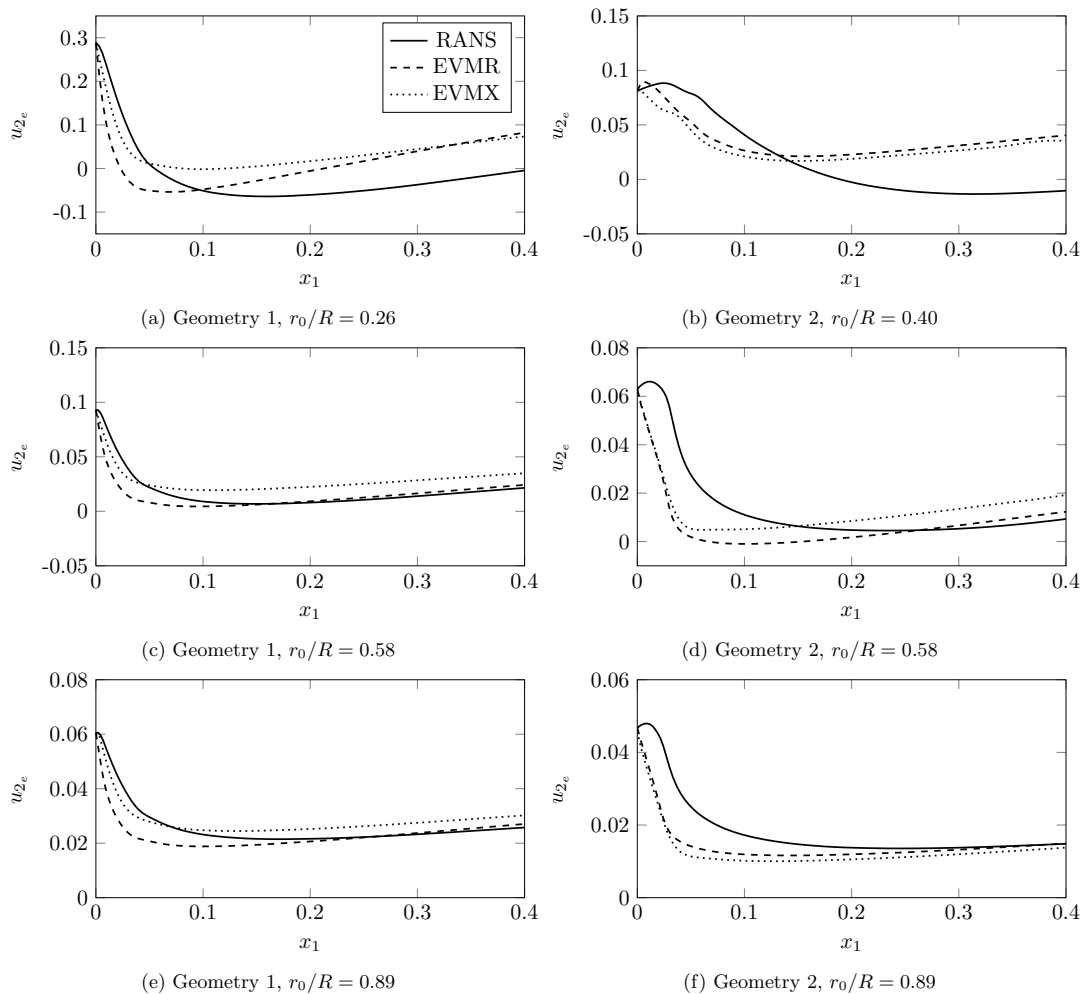 0.3
0.2
0.1
0
-0.1
u₂ₑ
0
0.1
0.2
0.3
0.4
x₁
RANS
EVMR
EVMX
(a) Geometry 1, r₀/R = 0.26
0.15
0.1
0.05
0
-0.05
u₂ₑ
0
0.1
0.2
0.3
0.4
x₁
(b) Geometry 2, r₀/R = 0.40
0.15
0.1
0.05
0
-0.05
u₂ₑ
0
0.1
0.2
0.3
0.4
x₁
(c) Geometry 1, r₀/R = 0.58
0.08
0.06
0.04
0.02
0
u₂ₑ
0
0.1
0.2
0.3
0.4
x₁
(d) Geometry 2, r₀/R = 0.58
0.08
0.06
0.04
0.02
0
u₂ₑ
0
0.1
0.2
0.3
0.4
x₁
(e) Geometry 1, r₀/R = 0.89
0.06
0.04
0.02
0
u₂ₑ
0
0.1
0.2
0.3
0.4
x₁
(f) Geometry 2, r₀/R = 0.89